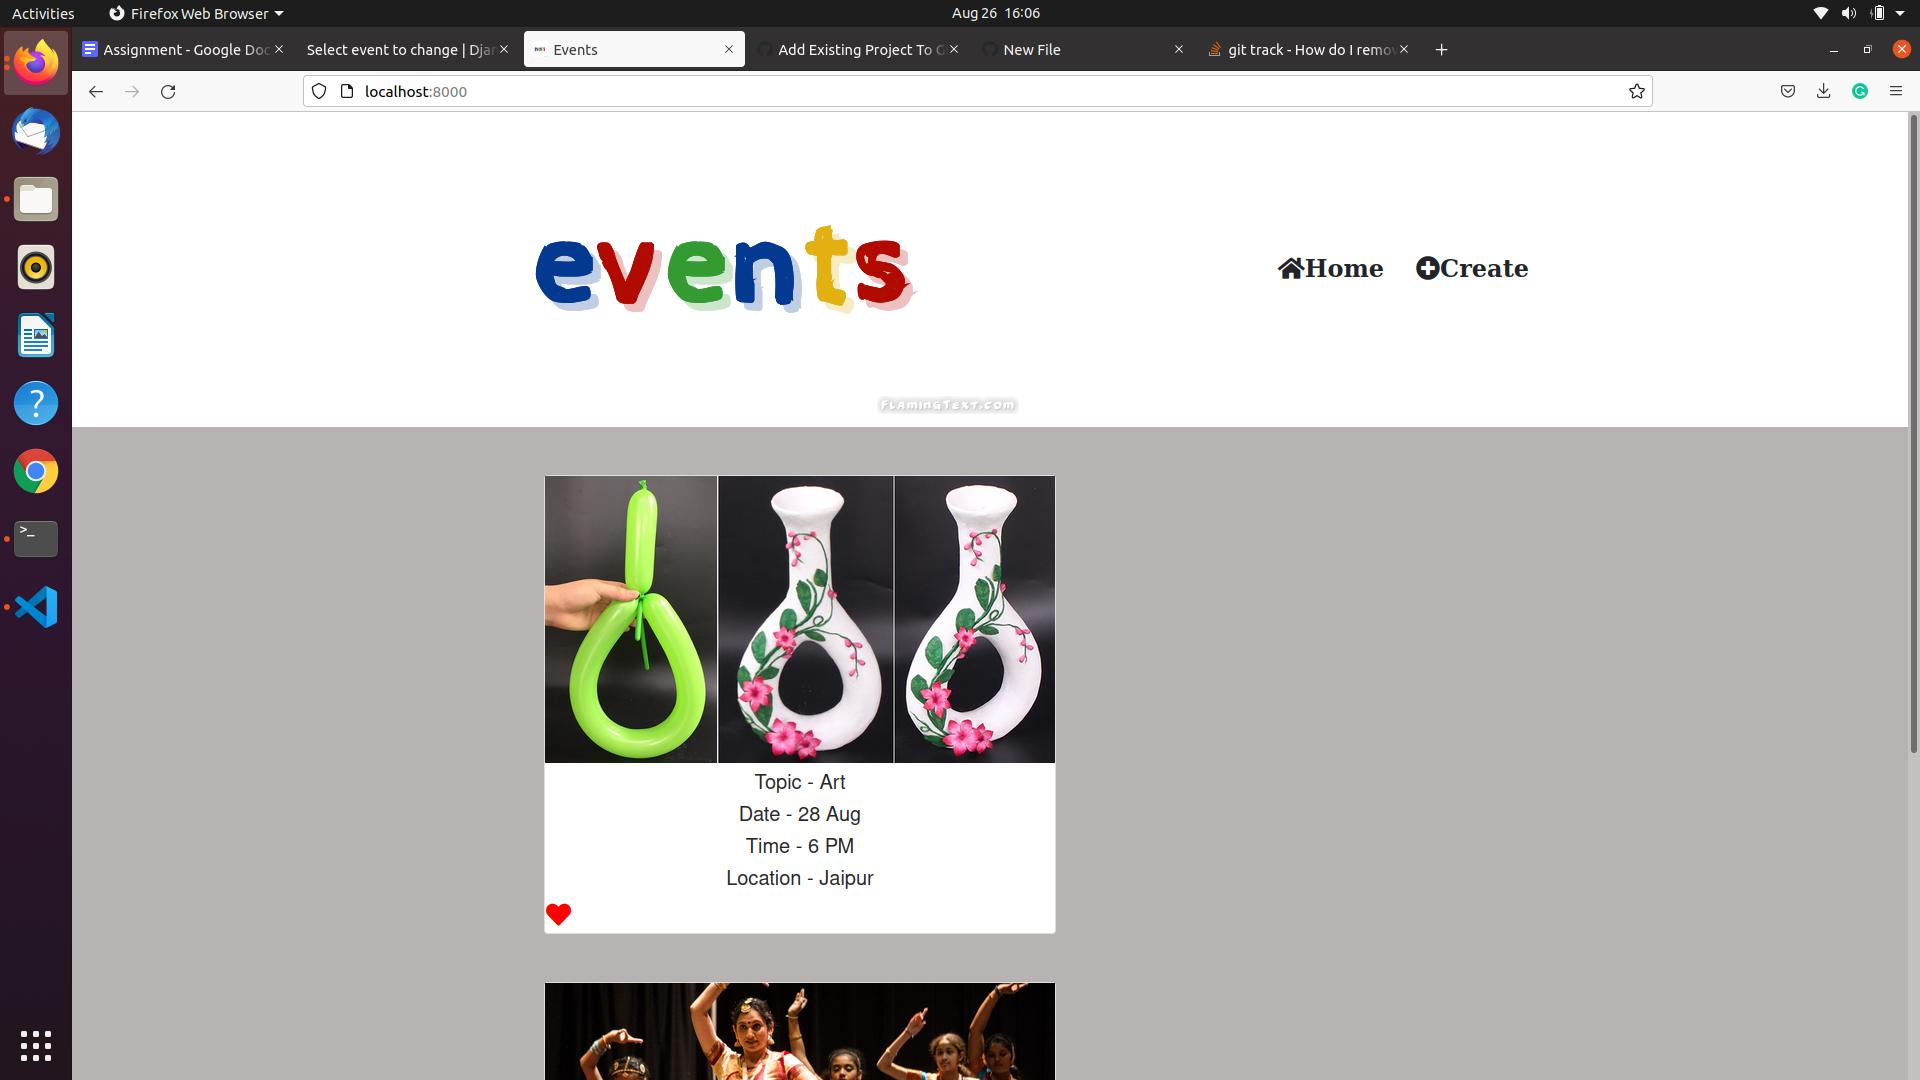 Activities
Firefox Web Browser
Aug 26 16:06
Assignment - Google Doc
Select event to change | Djan
Events
Add Existing Project To G
New File
git track - How do I remov
localhost:8000
events
Home
Create
FlamingText.com
Topic - Art
Date - 28 Aug
Time - 6 PM
Location - Jaipur